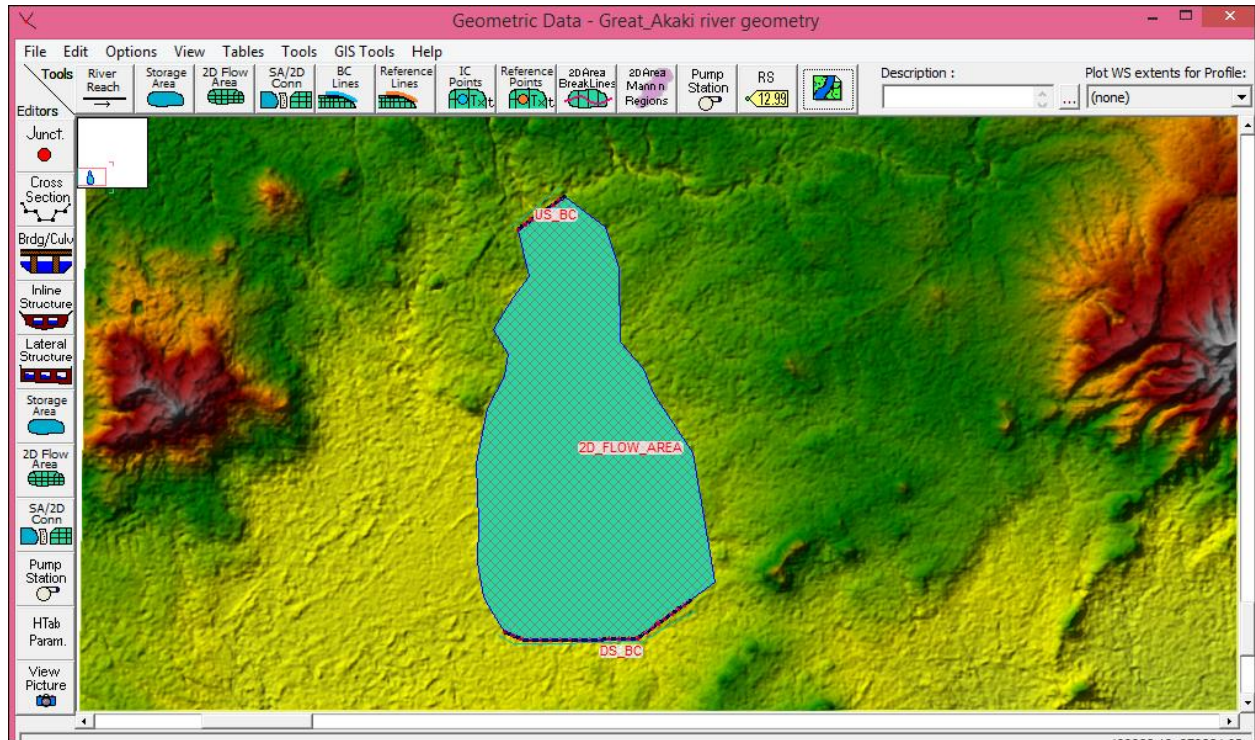 Geometric Data - Great_Akaki river geometry
File Edit Options View Tables Tools GIS Tools Help
Tools
Editors
River Reach
Storage Area
2D Flow Area
SA/2D Conn
BC Lines
Reference Lines
IC Points
Reference Points
2D Area BreakLines
2D Area Mann n Regions
Pump Station
RS
12.99
Description :
...
Plot WS extents for Profile:
(none)
Junct.
Cross Section
Brdg/Culv
Inline Structure
Lateral Structure
Storage Area
2D Flow Area
SA/2D Conn
Pump Station
HTab Param.
View Picture
US_BC
2D_FLOW_AREA
DS_BC